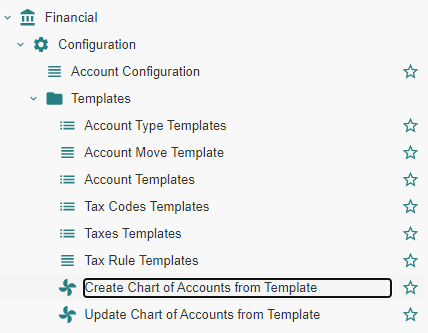 Financial
Configuration
Account Configuration
Templates
Account Type Templates
Account Move Template
Account Templates
Tax Codes Templates
Taxes Templates
Tax Rule Templates
Create Chart of Accounts from Template
Update Chart of Accounts from Template